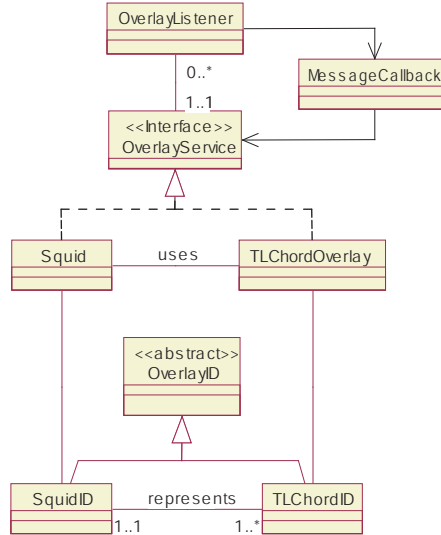 OverlayListener
MessageCallback
0..*
1..1
<<Interface>>
OverlayService
Squid
uses
TLChordOverlay
<<abstract>>
OverlayID
SquidID
represents
TLChordID
1..1
1..*